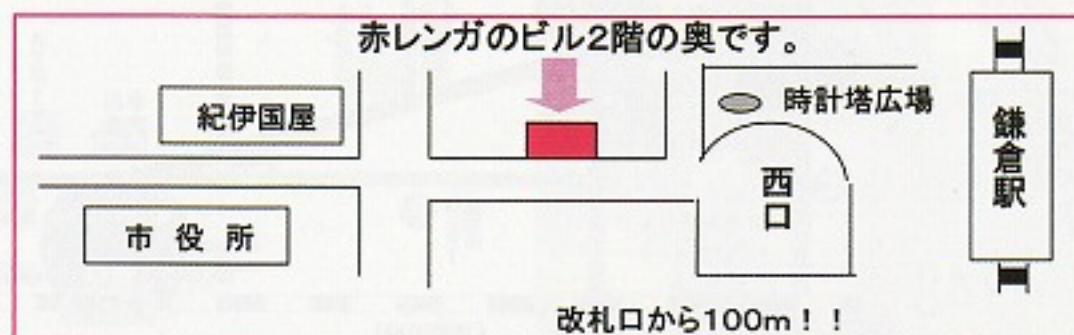 赤レンガのビル2階の奥です。
紀伊国屋
時計塔広場
鎌倉駅
西口
市役所
改札口から100m！！